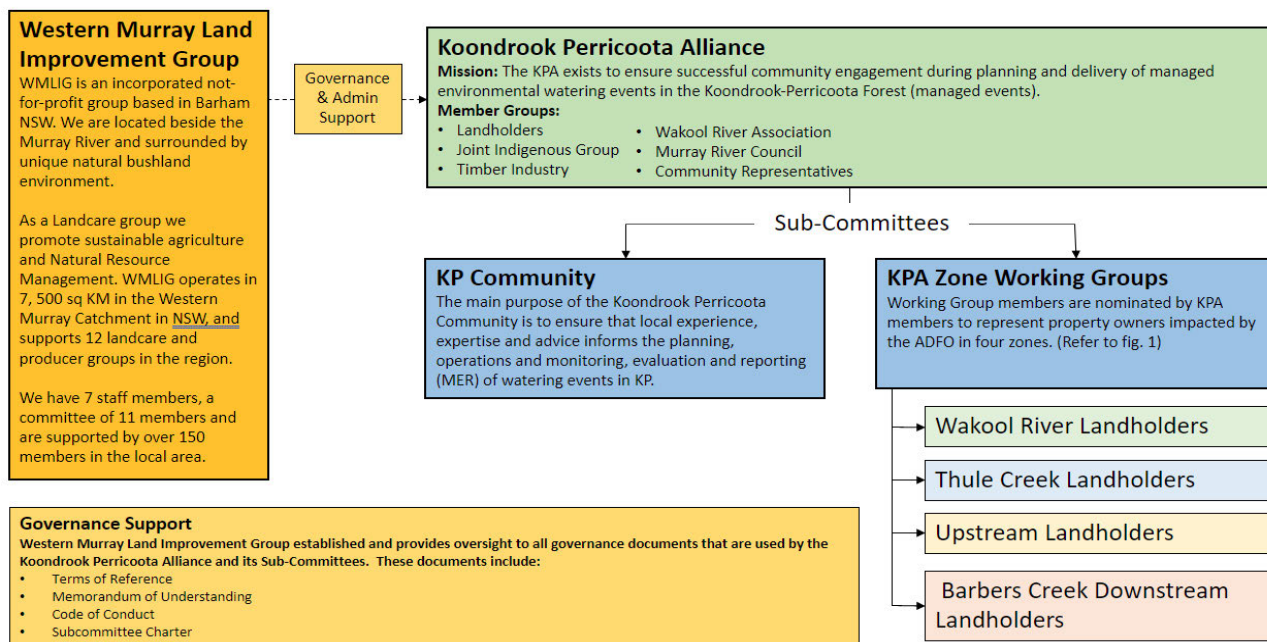 Western Murray Land
Improvement Group
WMLIG is an incorporated not-
for-profit group based in Barham
NSW. We are located beside the
Murray River and surrounded by
unique natural bushland
environment.
As a Landcare group we
promote sustainable agriculture
and Natural Resource
Management. WMLIG operates in
7, 500 sq KM in the Western
Murray Catchment in NSW, and
supports 12 landcare and
producer groups in the region.
We have 7 staff members, a
committee of 11 members and
are supported by over 150
members in the local area.
Governance
& Admin
Support
Koondrook Perricoota Alliance
Mission: The KPA exists to ensure successful community engagement during planning and delivery of managed
environmental watering events in the Koondrook-Perricoota Forest (managed events).
Member Groups:
• Landholders
• Joint Indigenous Group
• Timber Industry
• Wakool River Association
• Murray River Council
• Community Representatives
Sub-Committees
KP Community
The main purpose of the Koondrook Perricoota
Community is to ensure that local experience,
expertise and advice informs the planning,
operations and monitoring, evaluation and reporting
(MER) of watering events in KP.
KPA Zone Working Groups
Working Group members are nominated by KPA
members to represent property owners impacted by
the ADFO in four zones. (Refer to fig. 1)
Wakool River Landholders
Thule Creek Landholders
Upstream Landholders
Barbers Creek Downstream
Landholders
Governance Support
Western Murray Land Improvement Group established and provides oversight to all governance documents that are used by the
Koondrook Perricoota Alliance and its Sub-Committees. These documents include:
• Terms of Reference
• Memorandum of Understanding
• Code of Conduct
• Subcommittee Charter